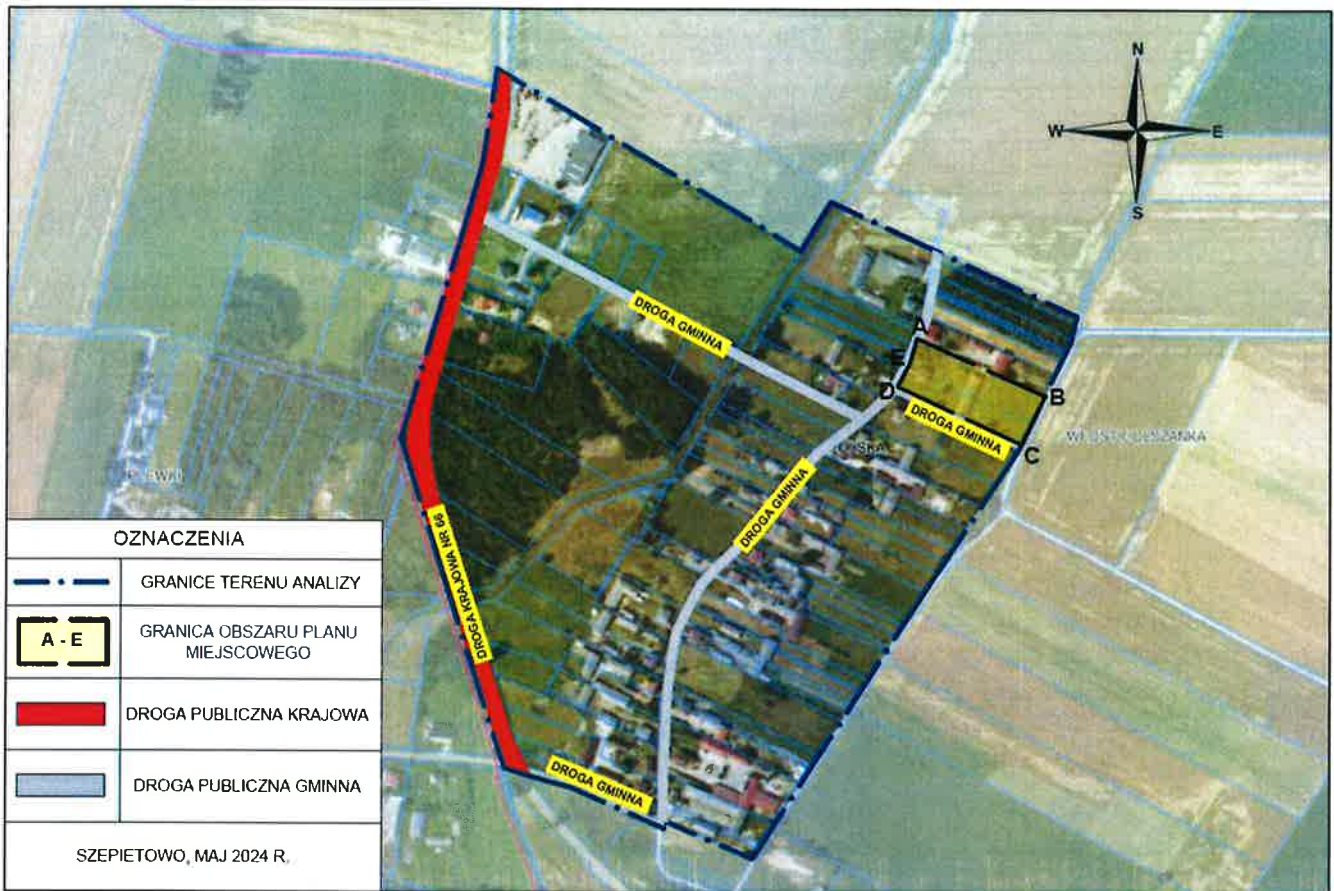 N
W
E
S
DROGA GMINNA
A
E
D
B
DROGA GMINNA
C
DROGA GMINNA
DROGA KRAJOWA NR 66
DROGA GMINNA
OZNACZENIA
GRANICE TERENU ANALIZY
A - E
GRANICA OBSZARU PLANU
MIEJSCOWEGO
DROGA PUBLICZNA KRAJOWA
DROGA PUBLICZNA GMINNA
SZEPIETOWO, MAJ 2024 R.